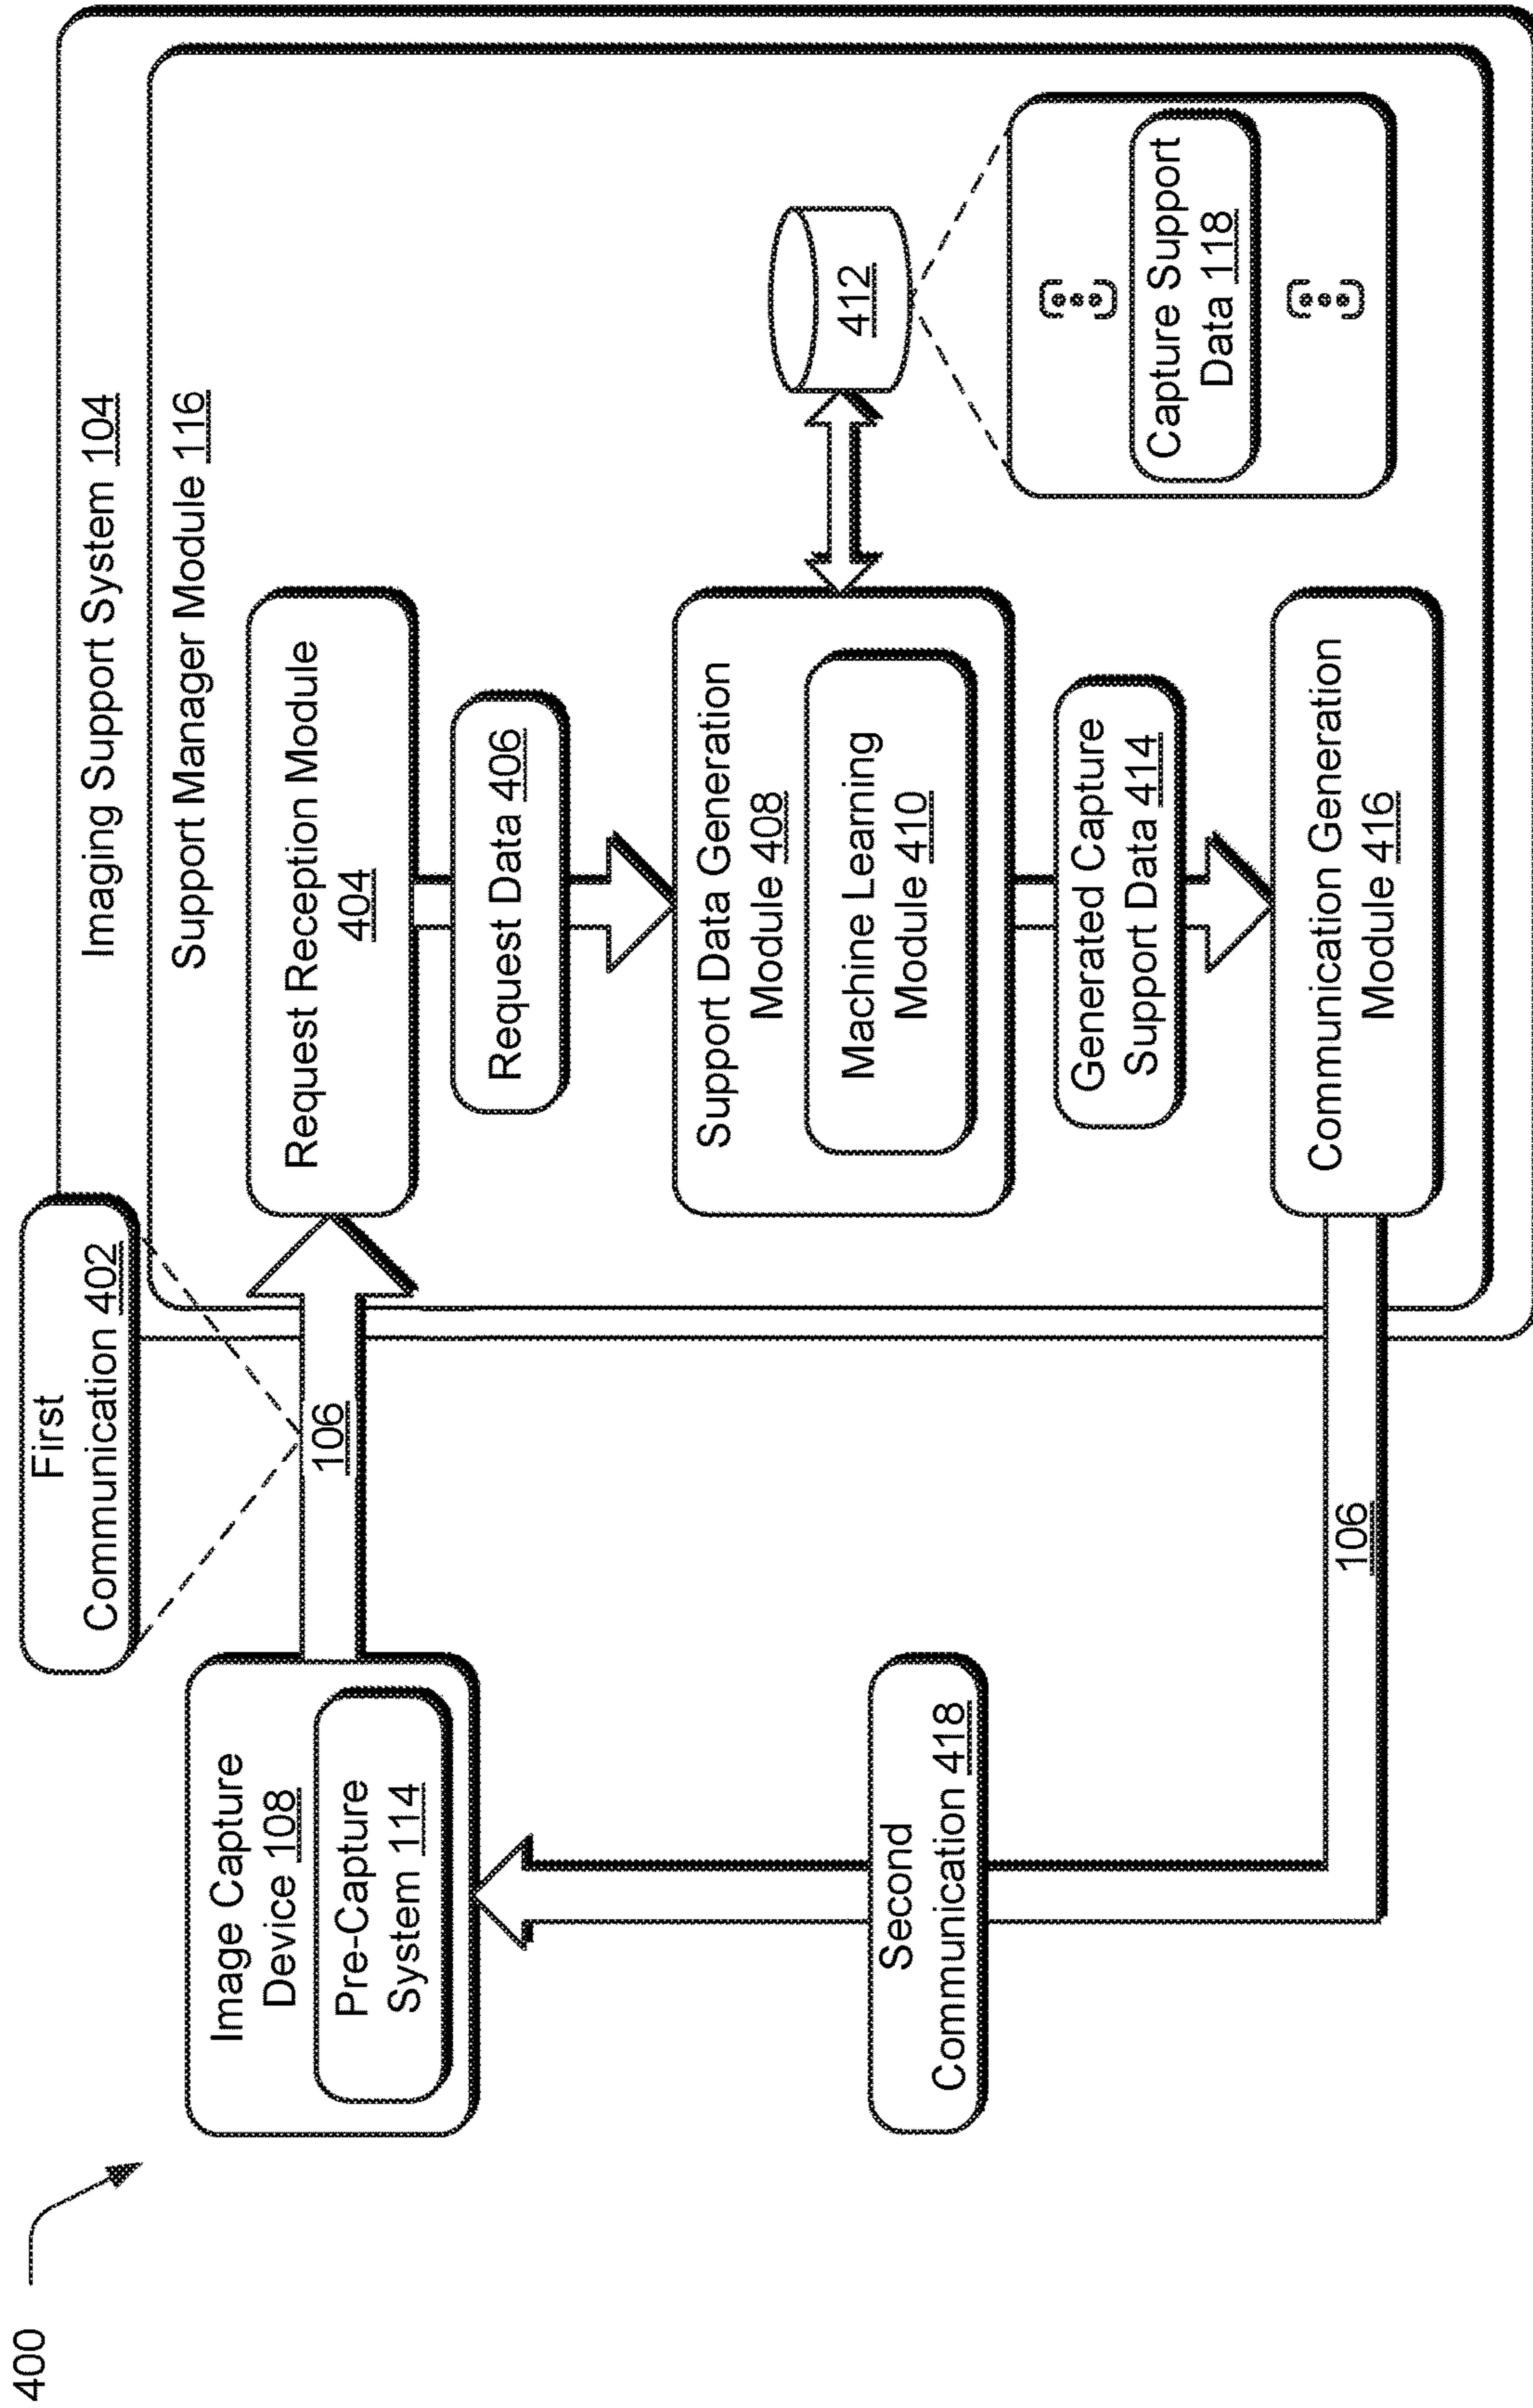 400
Imaging Support System 104
Support Manager Module 116
First
Communication 402
Image Capture
Device 108
Pre-Capture
System 114
106
Request Reception Module
404
Request Data 406
Support Data Generation
Module 408
Machine Learning
Module 410
412
Capture Support
Data 118
Generated Capture
Support Data 414
Second
Communication 418
106
Communication Generation
Module 416